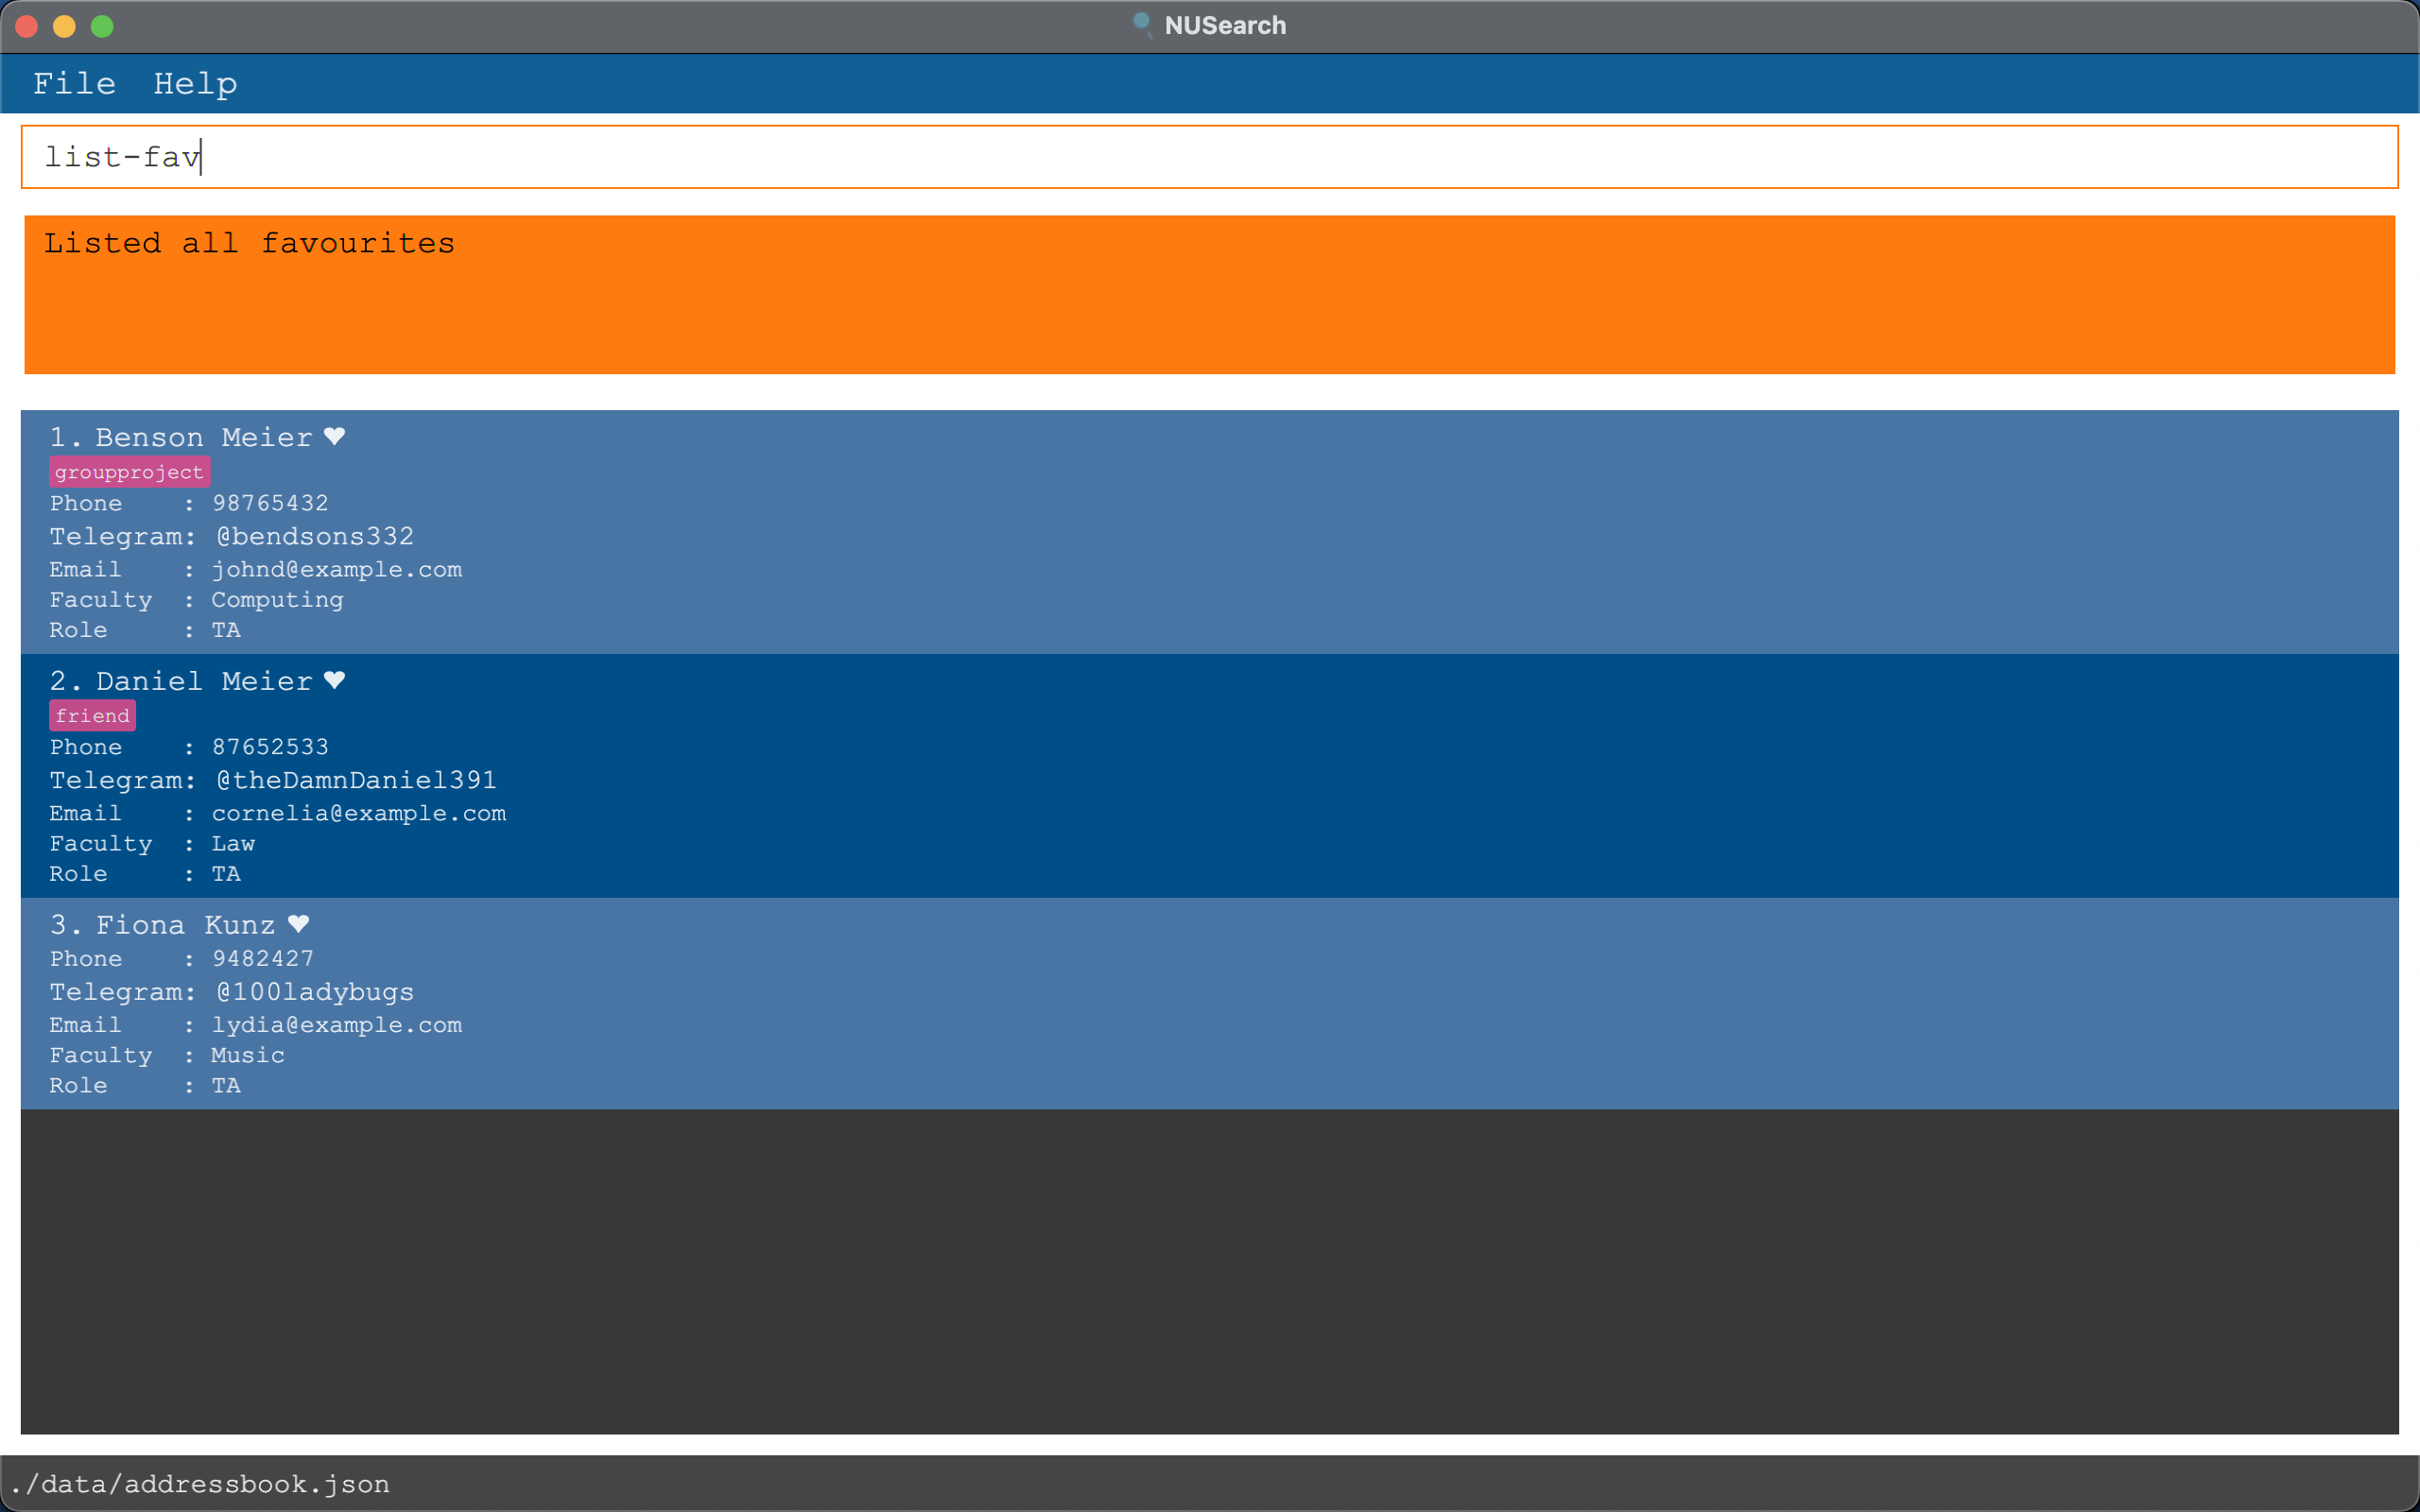 NUSearch
File Help
list-fav
Listed all favourites
1. Benson Meier ♥
groupproject
Phone : 98765432
Telegram: @bendsons332
Email : johnd@example.com
Faculty : Computing
Role : TA
2. Daniel Meier ♥
friend
Phone : 87652533
Telegram: @theDamnDaniel391
Email : cornelia@example.com
Faculty : Law
Role : TA
3. Fiona Kunz ♥
Phone : 9482427
Telegram: @100ladybugs
Email : lydia@example.com
Faculty : Music
Role : TA
./data/addressbook.json